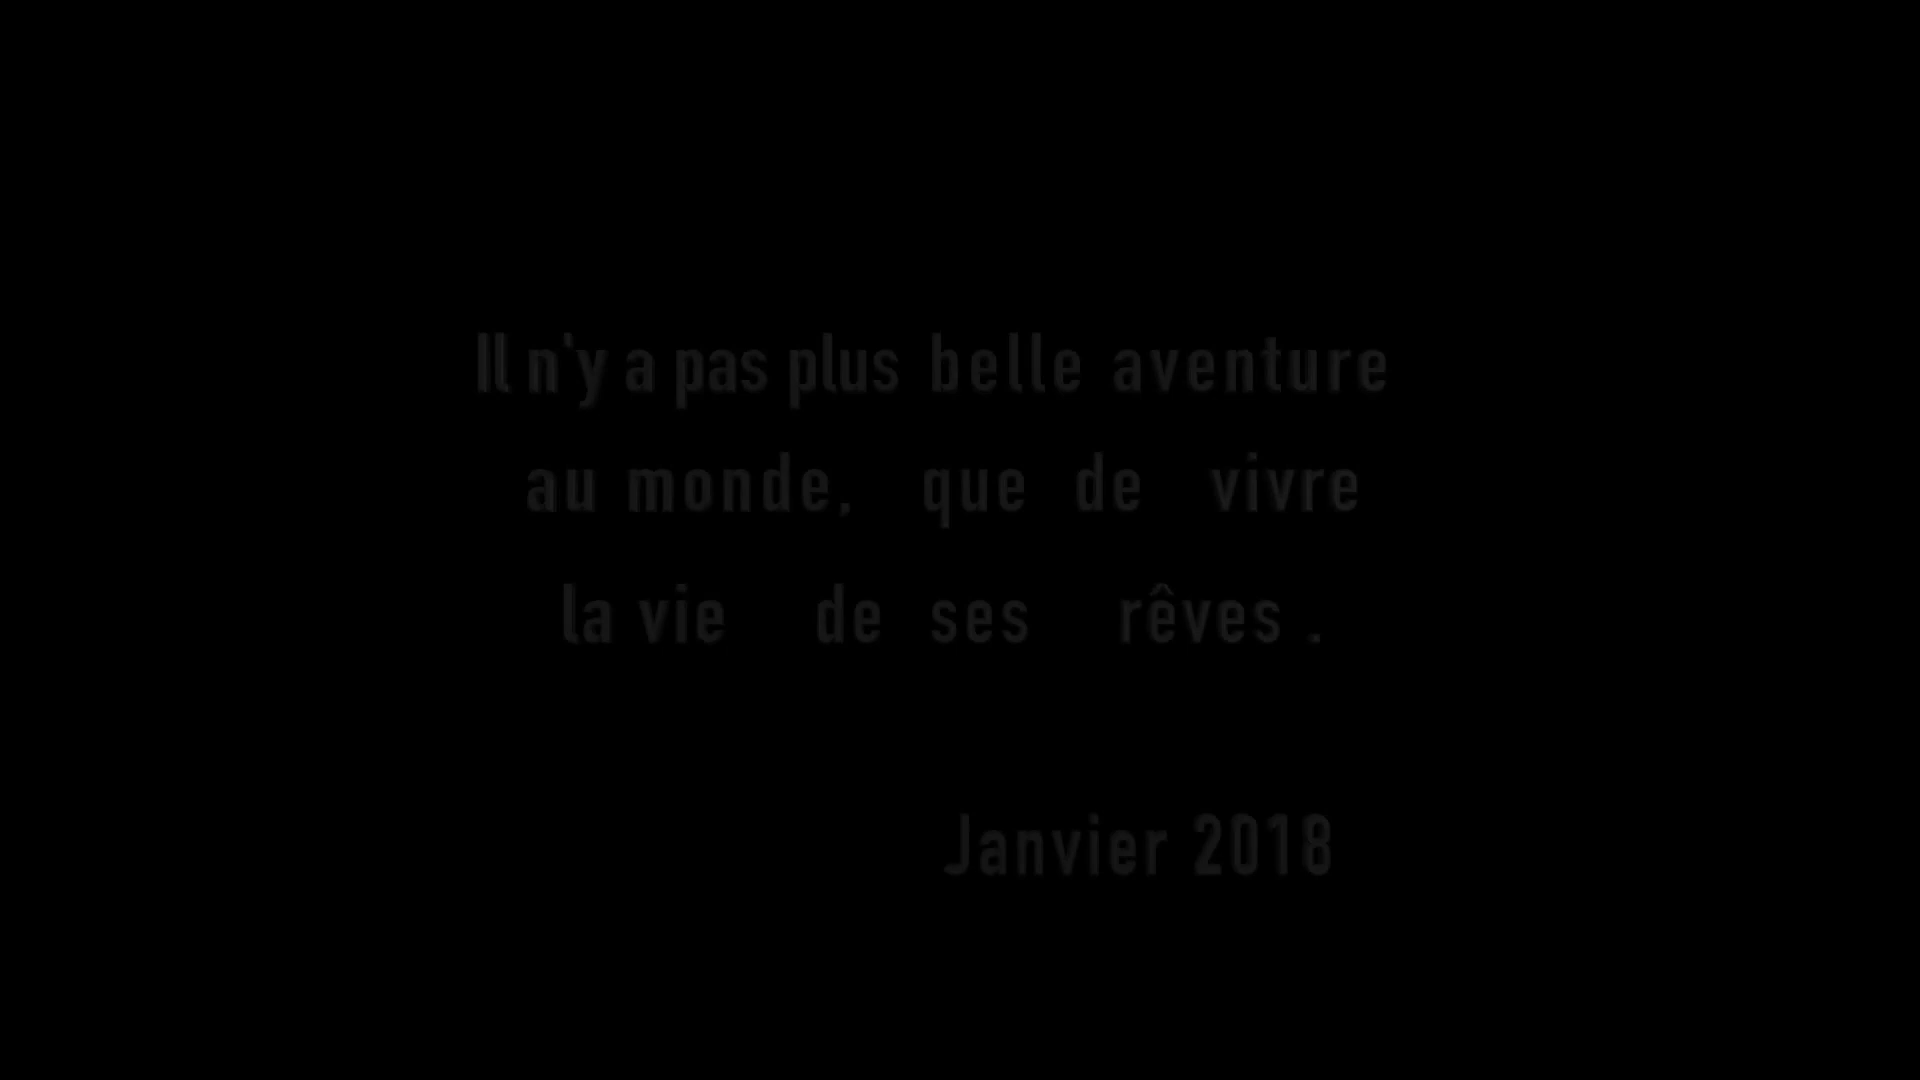 Il n'y a pas plus belle aventure
au monde, que de vivre
la vie de ses rêves .
Janvier 2018